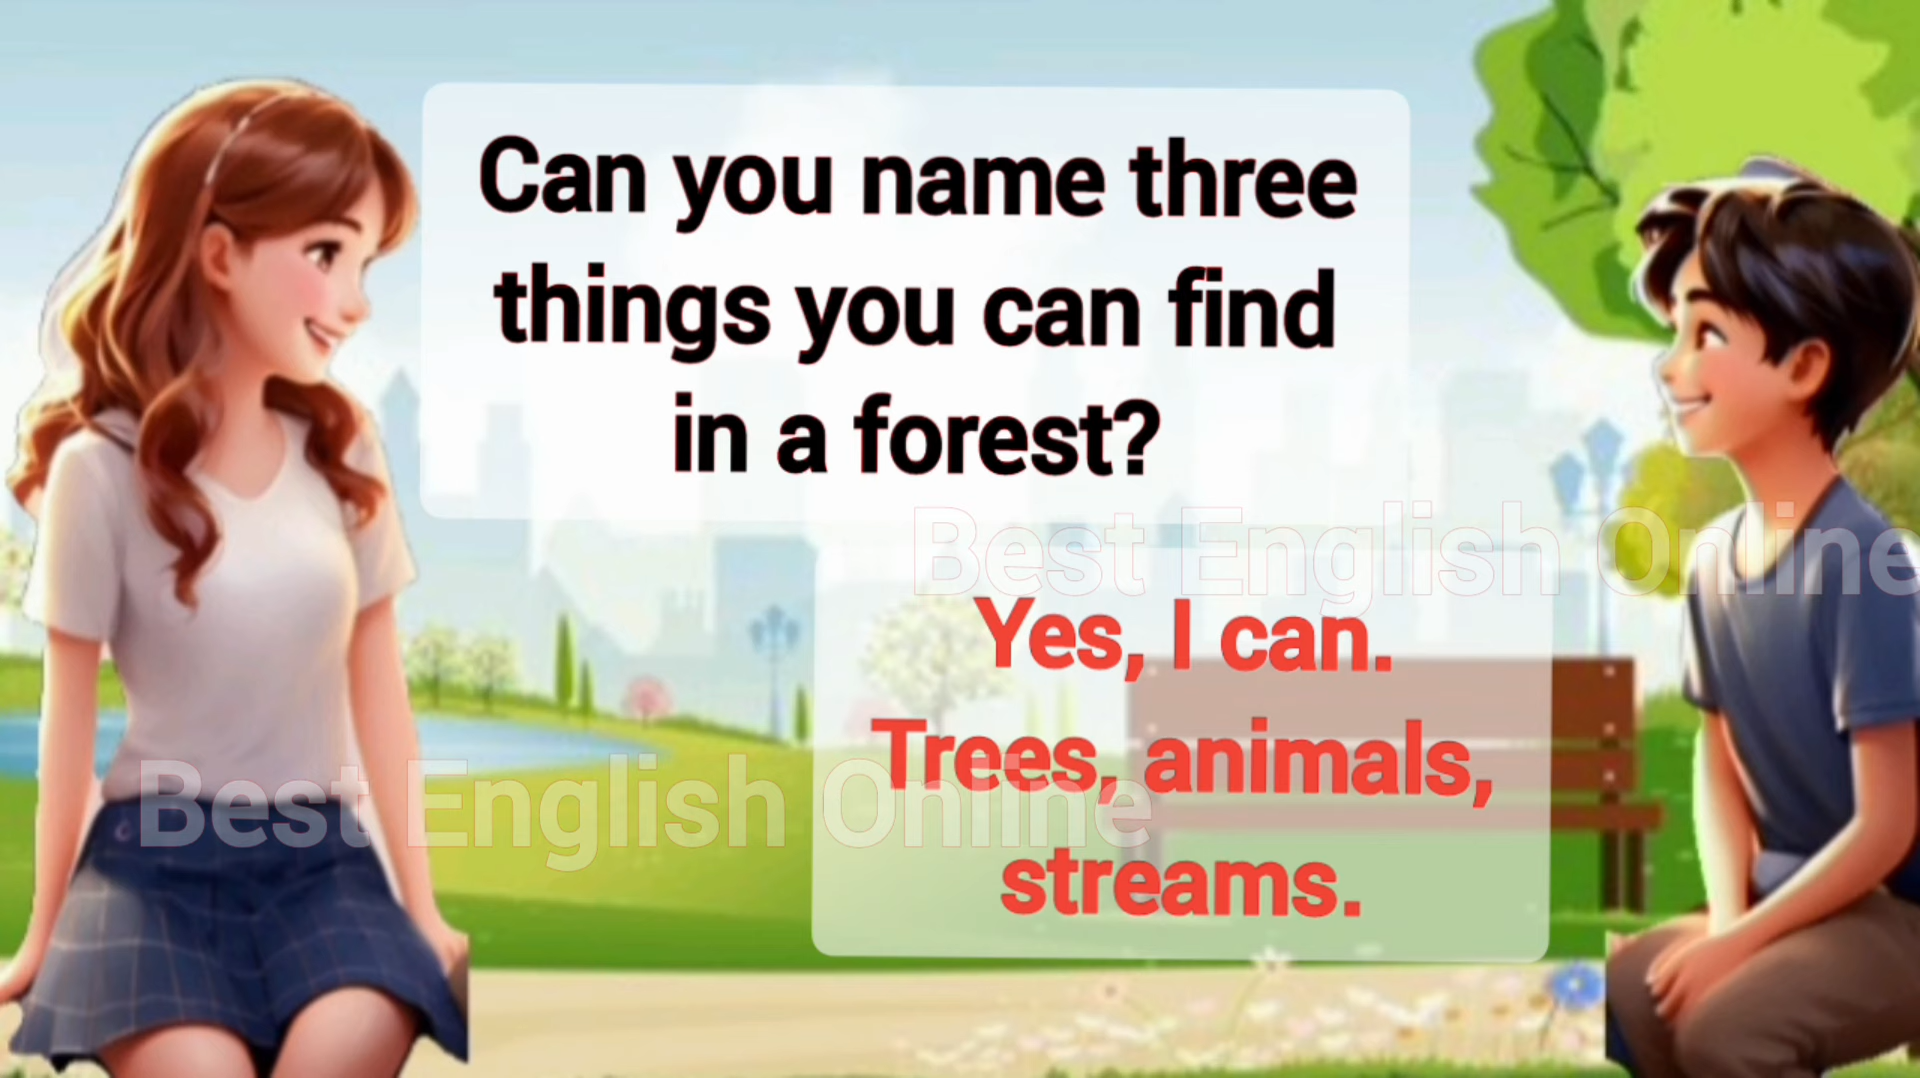 Can you name three
things you can find
in a forest?
Best English Online
Yes, I can.
Trees, animals,
Best English Online
streams.